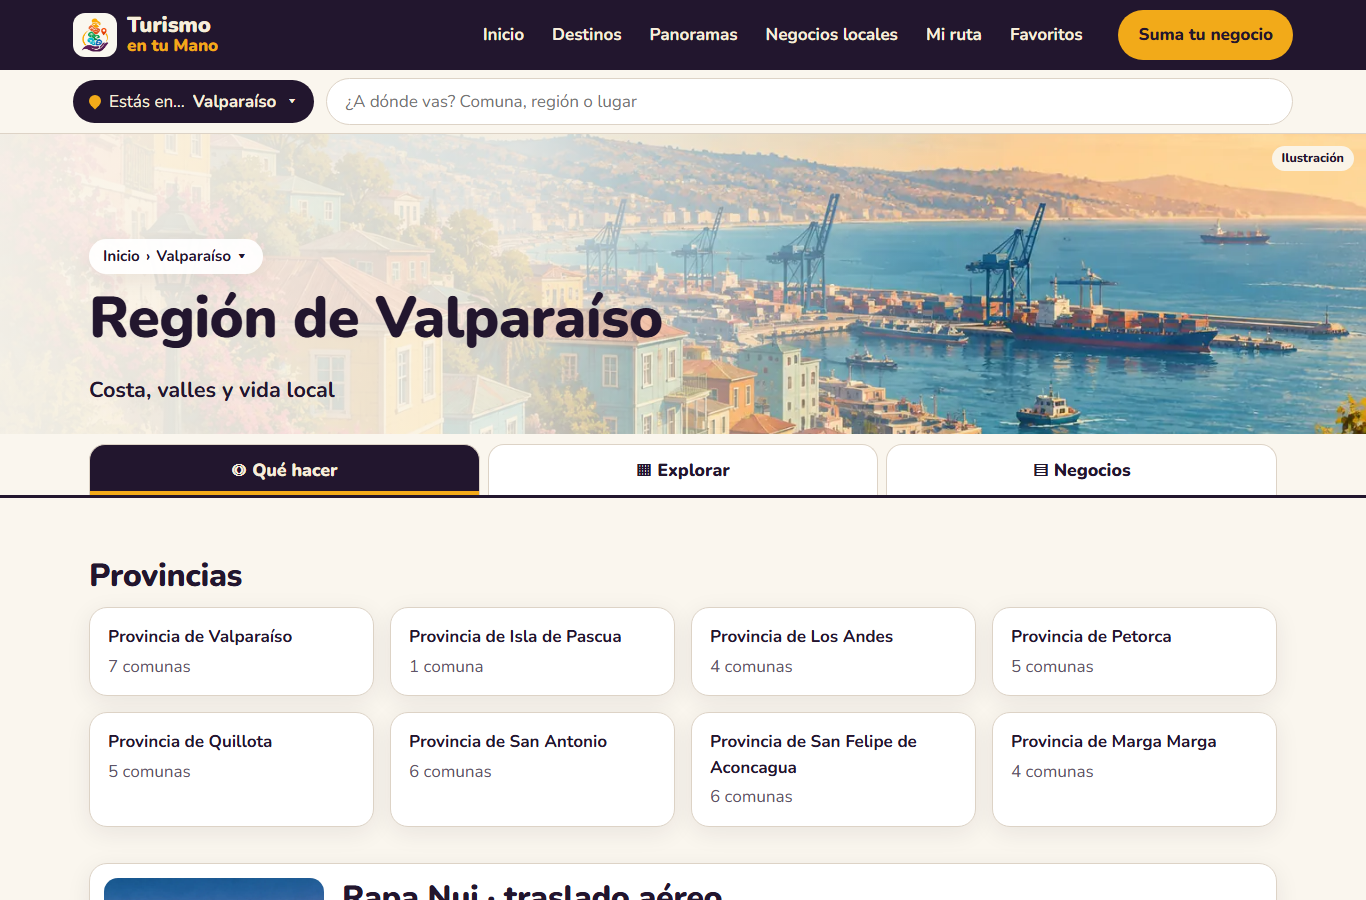 Turismo
en tu Mano
Inicio
Destinos
Panoramas
Negocios locales
Mi ruta
Favoritos
Suma tu negocio
Estás en... Valparaíso
¿A dónde vas? Comuna, región o lugar
Ilustración
Inicio › Valparaíso
Región de Valparaíso
Costa, valles y vida local
Qué hacer
Explorar
Negocios
Provincias
Provincia de Valparaíso
7 comunas
Provincia de Isla de Pascua
1 comuna
Provincia de Los Andes
4 comunas
Provincia de Petorca
5 comunas
Provincia de Quillota
5 comunas
Provincia de San Antonio
6 comunas
Provincia de San Felipe de
Aconcagua
6 comunas
Provincia de Marga Marga
4 comunas
Rapa Nui · traslado aéreo